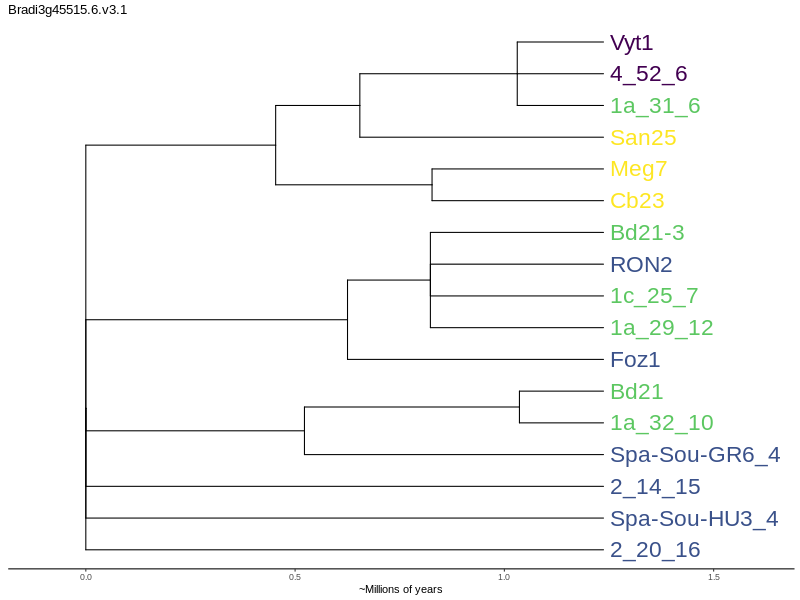 Bradi3g45515.6.v3.1
Vyt1
4_52_6
1a_31_6
San25
Meg7
Cb23
Bd21-3
RON2
1c_25_7
1a_29_12
Foz1
Bd21
1a_32_10
Spa-Sou-GR6_4
2_14_15
Spa-Sou-HU3_4
2_20_16
0.0 0.5 1.0 1.5
~Millions of years